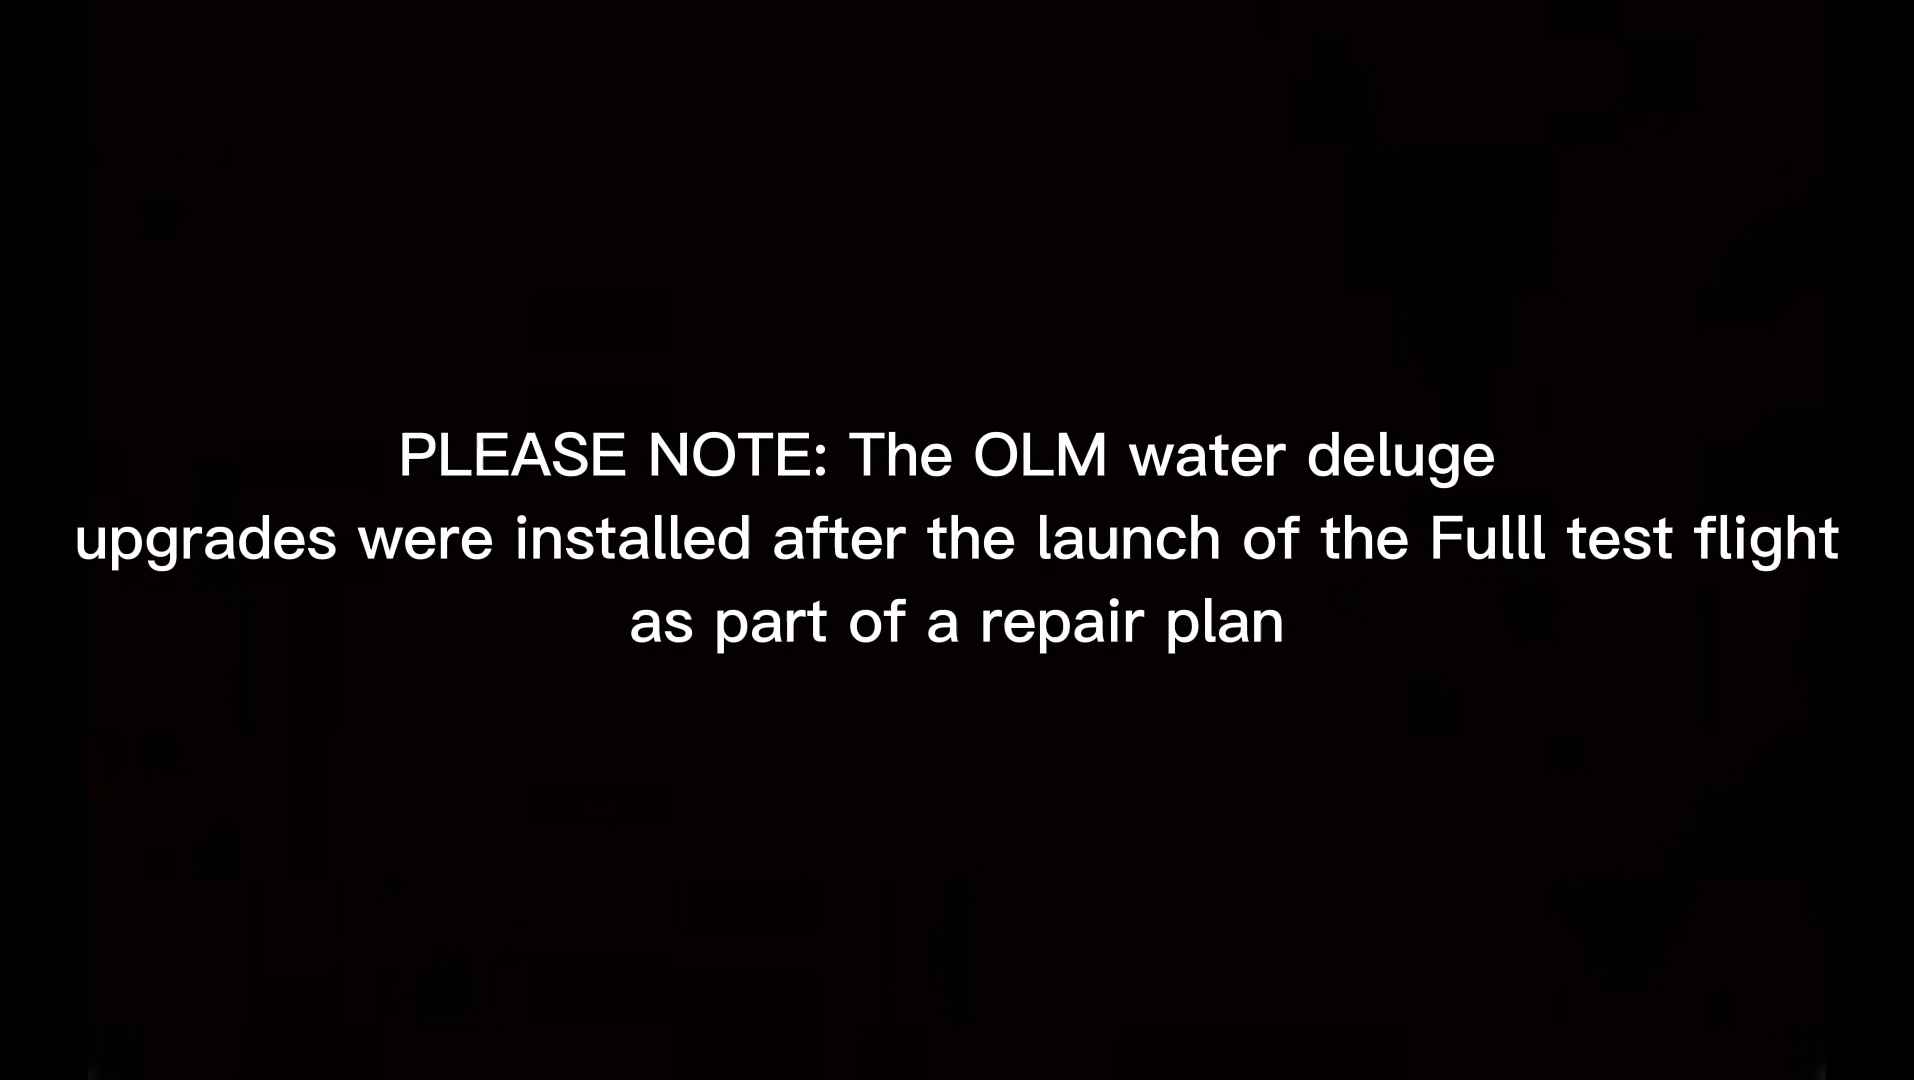 PLEASE NOTE: The OLM water deluge
upgrades were installed after the launch of the Fulll test flight
as part of a repair plan